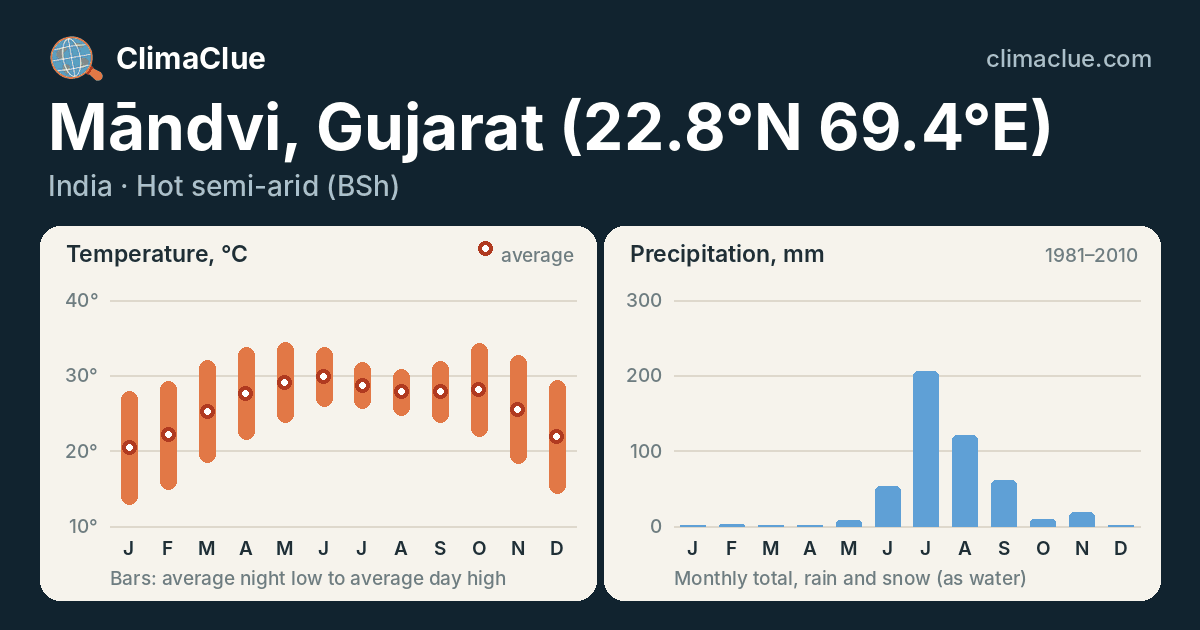 ClimaClue
climaclue.com
Māndvi, Gujarat (22.8°N 69.4°E)
India · Hot semi-arid (BSh)
Temperature, °C
average
40°
30°
20°
10°
J F M A M J J A S O N D
Bars: average night low to average day high
Precipitation, mm
1981–2010
300
200
100
0
J F M A M J J A S O N D
Monthly total, rain and snow (as water)